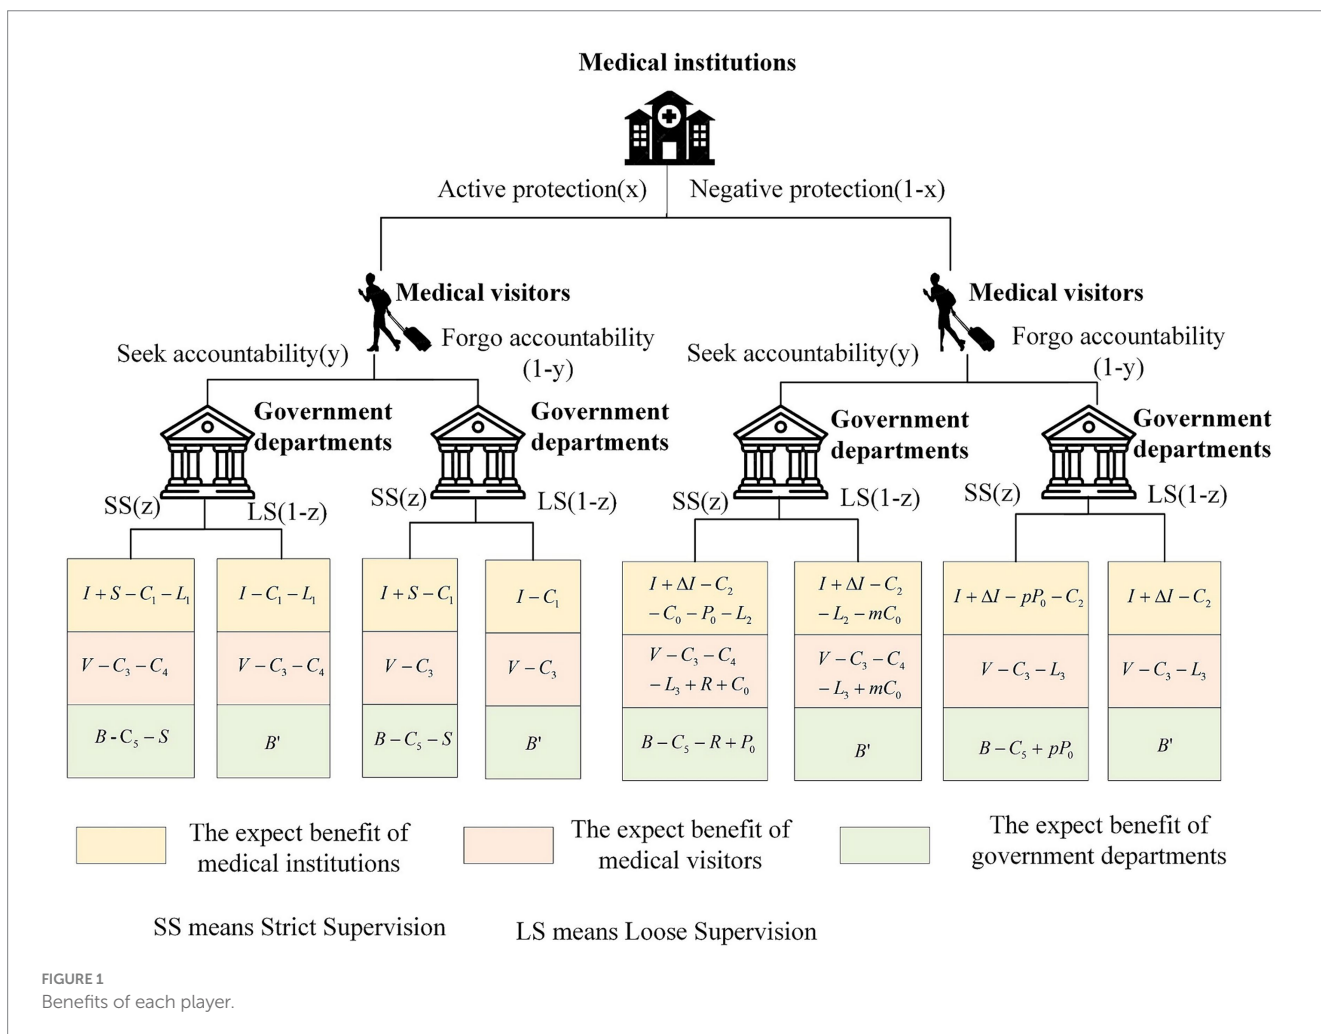 Medical institutions
Active protection(x)
Negative protection(1-x)
Medical visitors
Medical visitors
Seek accountability(y)
Forgo accountability
(1-y)
Seek accountability(y)
Forgo accountability
(1-y)
Government
departments
Government
departments
Government
departments
Government
departments
SS(z)
LS(1-z)
SS(z)
LS(1-z)
SS(z)
LS(1-z)
SS(z)
LS(1-z)
I + S − C₁ − L₁
I − C₁ − L₁
I + S − C₁
I − C₁
I + ΔI − C₂
− C₀ − P₀ − L₂
I + ΔI − C₂
− L₂ − mC₀
I + ΔI − pP₀ − C₂
I + ΔI − C₂
V − C₃ − C₄
V − C₃ − C₄
V − C₃
V − C₃
V − C₃ − C₄
− L₃ + R + C₀
V − C₃ − C₄
− L₃ + mC₀
V − C₃ − L₃
V − C₃ − L₃
B - C₅ − S
B'
B − C₅ − S
B'
B − C₅ − R + P₀
B'
B − C₅ + pP₀
B'
The expect benefit of
medical institutions
The expect benefit of
medical visitors
The expect benefit of
government departments
SS means Strict Supervision
LS means Loose Supervision
FIGURE 1
Benefits of each player.